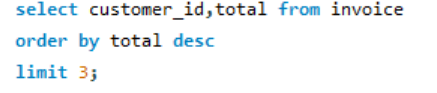 select customer_id,total from invoice
order by total desc
limit 3;